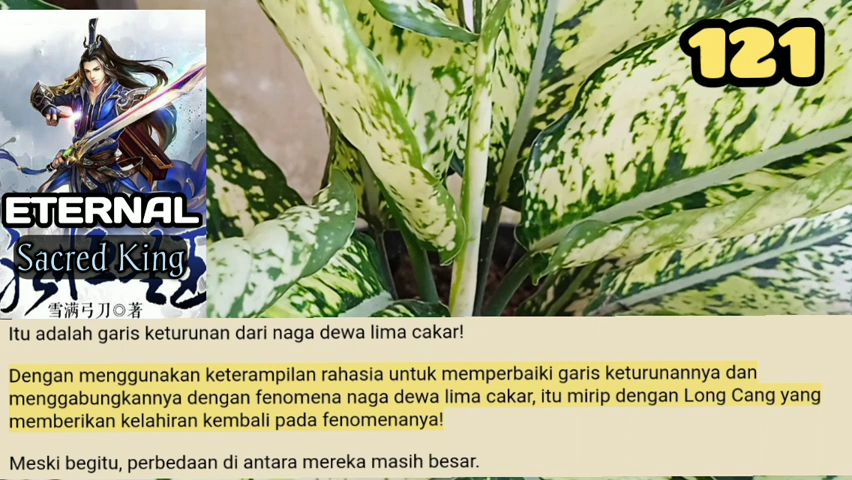 121
ETERNAL
Sacred King
雪满弓刀◎著
Itu adalah garis keturunan dari naga dewa lima cakar!
Dengan menggunakan keterampilan rahasia untuk memperbaiki garis keturunannya dan
menggabungkannya dengan fenomena naga dewa lima cakar, itu mirip dengan Long Cang yang
memberikan kelahiran kembali pada fenomenanya!
Meski begitu, perbedaan di antara mereka masih besar.